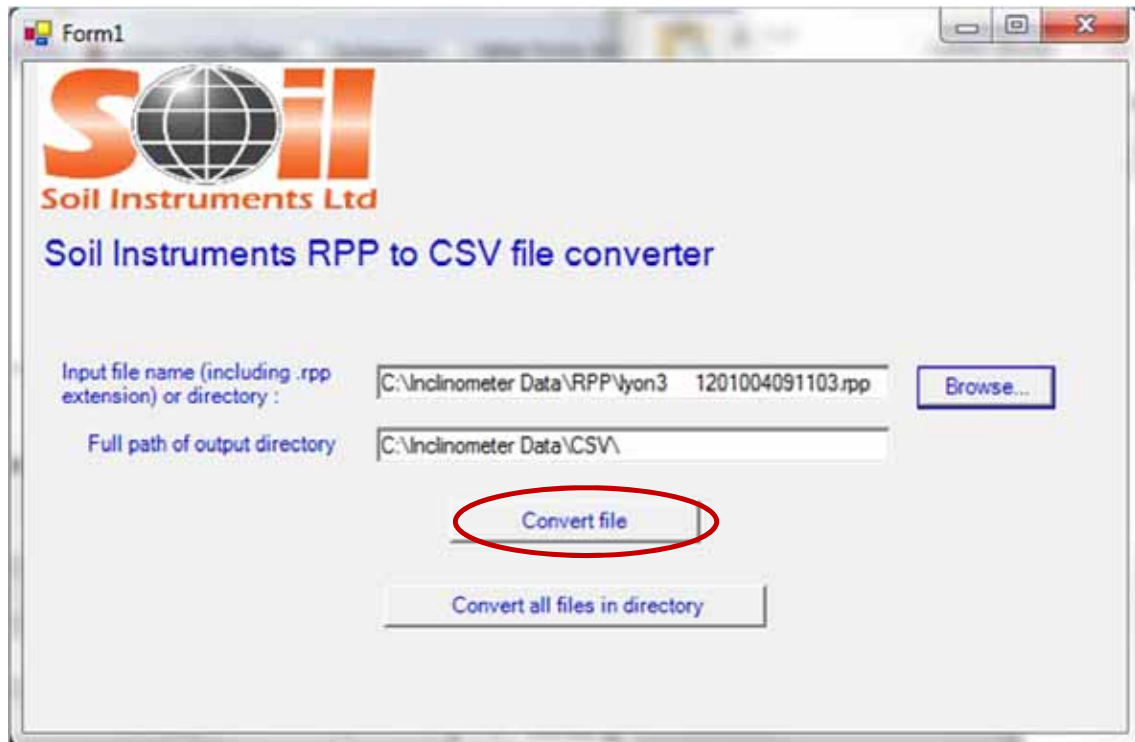 Form1
Soil
Soil Instruments Ltd
Soil Instruments RPP to CSV file converter
Input file name (including .rpp
extension) or directory :
C:\Inclinometer Data\RPP\lyon3    1201004091103.rpp
Browse...
Full path of output directory
C:\Inclinometer Data\CSV\
Convert file
Convert all files in directory